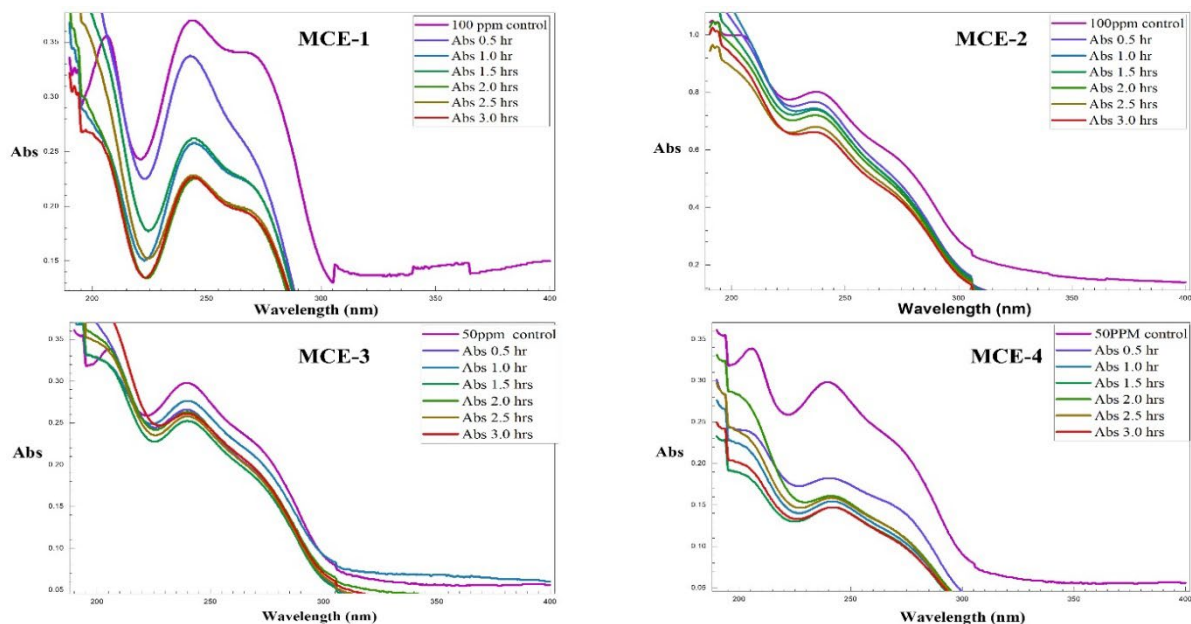 MCE-1
100 ppm control
Abs 0.5 hr
Abs 1.0 hr
Abs 1.5 hrs
Abs 2.0 hrs
Abs 2.5 hrs
Abs 3.0 hrs
0.35
0.30
0.25
0.20
0.15
Abs
200
250
300
350
400
Wavelength (nm)
MCE-2
100ppm control
Abs 0.5 hr
Abs 1.0 hr
Abs 1.5 hrs
Abs 2.0 hrs
Abs 2.5 hrs
Abs 3.0 hrs
1.0
0.8
0.6
0.4
0.2
Abs
200
250
300
350
400
Wavelength (nm)
MCE-3
50ppm control
Abs 0.5 hr
Abs 1.0 hr
Abs 1.5 hrs
Abs 2.0 hrs
Abs 2.5 hrs
Abs 3.0 hrs
0.35
0.30
0.25
0.20
0.15
0.10
0.05
Abs
200
250
300
350
400
Wavelength (nm)
MCE-4
50PPM control
Abs 0.5 hr
Abs 1.0 hr
Abs 1.5 hrs
Abs 2.0 hrs
Abs 2.5 hrs
Abs 3.0 hrs
0.35
0.30
0.25
0.20
0.15
0.10
0.05
Abs
200
250
300
350
400
Wavelength (nm)